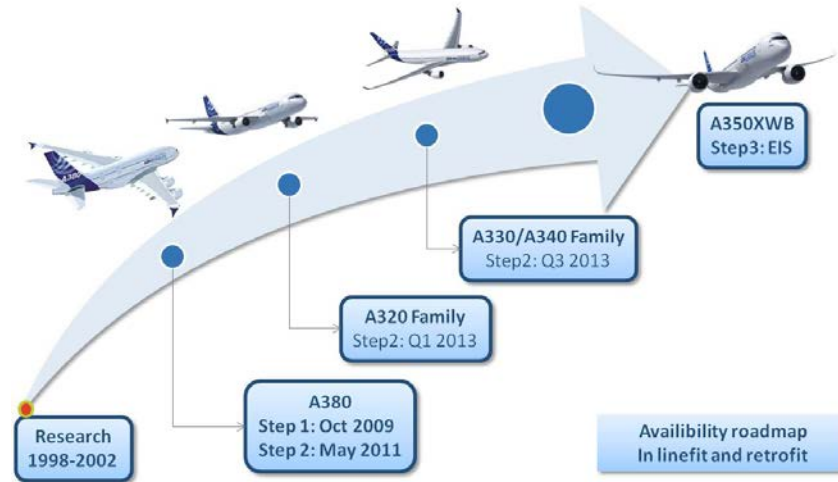 A380
A350XWB
Step3: EIS
A330/A340 Family
Step2: Q3 2013
A320 Family
Step2: Q1 2013
A380
Step 1: Oct 2009
Step 2: May 2011
Research
1998-2002
Availibility roadmap
In linefit and retrofit